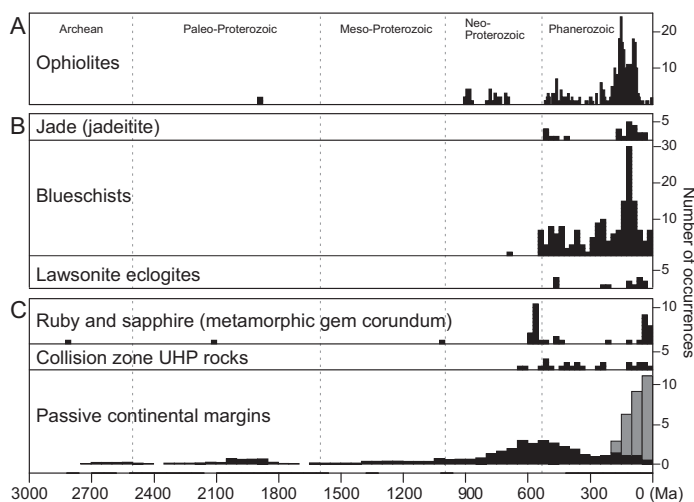 A
Archean
Paleo-Proterozoic
Meso-Proterozoic
Neo-
Proterozoic
Phanerozoic
20
10
Ophiolites
B
Jade (jadeitite)
5
30
Blueschists
20
10
Lawsonite eclogites
5
C
Ruby and sapphire (metamorphic gem corundum)
10
5
Collision zone UHP rocks
5
10
Passive continental margins
5
0
Number of occurrences
3000 2700 2400 2100 1800 1500 1200 900 600 300 0 (Ma)